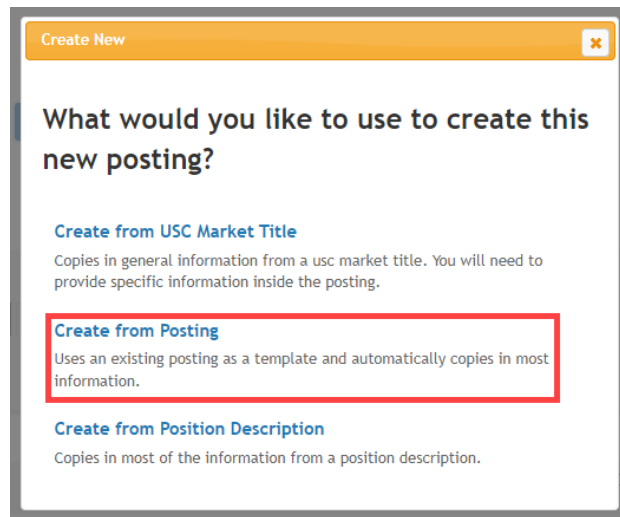 Create New
What would you like to use to create this
new posting?
Create from USC Market Title
Copies in general information from a usc market title. You will need to
provide specific information inside the posting.
Create from Posting
Uses an existing posting as a template and automatically copies in most
information.
Create from Position Description
Copies in most of the information from a position description.